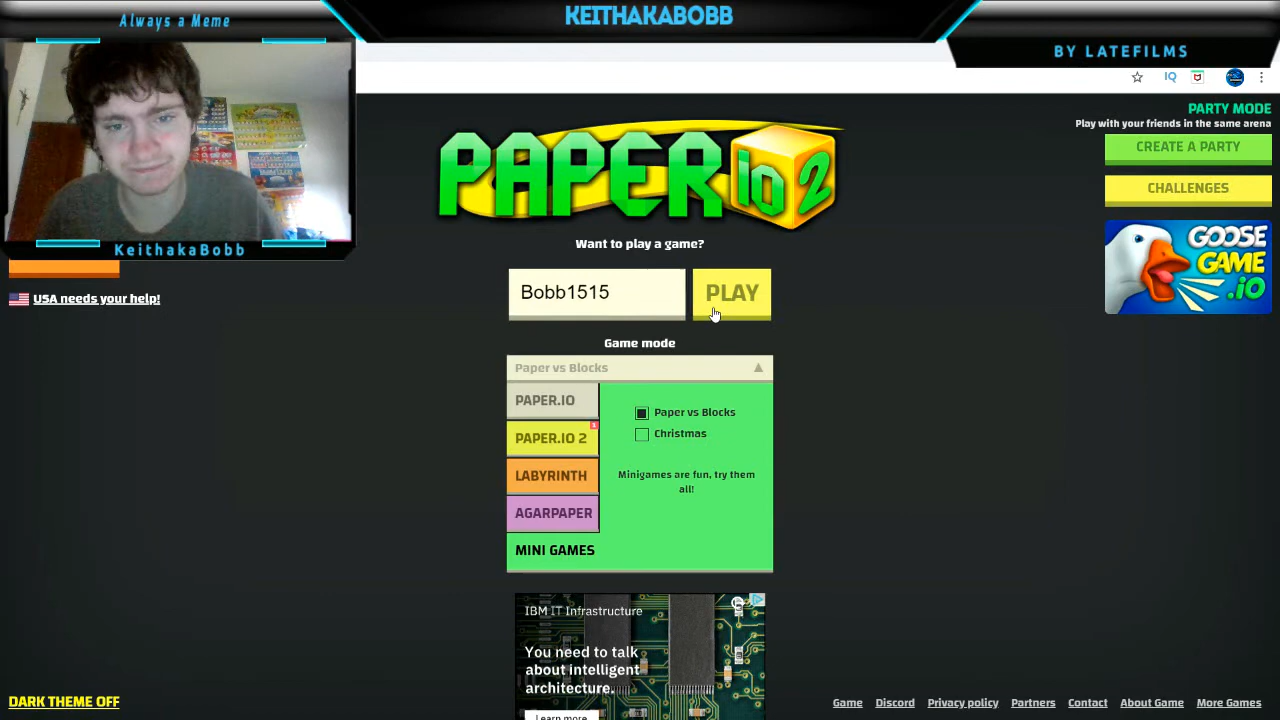 Always a Meme
KEITHAKABOBB
BY LATEFILMS
IQ
KeithakaBobb
PARTY MODE
Play with your friends in the same arena
CREATE A PARTY
CHALLENGES
GOOSE
GAME
.IO
PAPER io 2
Want to play a game?
Bobb1515
PLAY
USA needs your help!
Game mode
Paper vs Blocks
PAPER.IO
PAPER.IO 2
LABYRINTH
AGARPAPER
MINI GAMES
Paper vs Blocks
Christmas
Minigames are fun, try them
all!
IBM IT Infrastructure
You need to talk
about intelligent
architecture.
Learn more
DARK THEME OFF
Game Discord Privacy policy Partners Contact About Game More Games